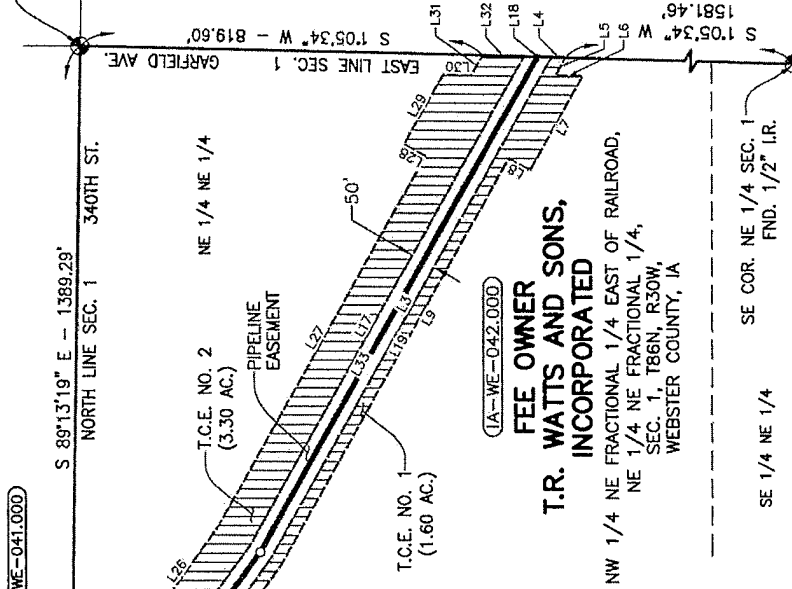 WE-041.000
S 89°13'19" E - 1389.29'
NORTH LINE SEC. 1 340TH ST.
S 1°05'34" W - 819.60'
EAST LINE SEC. 1
GARFIELD AVE.
S 1°05'34" W
1581.46'
L31
L32
L18
L4
L5
L6
L30
L29
L28
L7
L8
NE 1/4 NE 1/4
50'
L27
L17
L3
L33
L19
L9
L26
T.C.E. NO. 2
(3.30 AC.)
PIPELINE
EASEMENT
T.C.E. NO. 1
(1.60 AC.)
IA-WE-042.000
FEE OWNER
T.R. WATTS AND SONS,
INCORPORATED
NW 1/4 NE FRACTIONAL 1/4 EAST OF RAILROAD,
NE 1/4 NE FRACTIONAL 1/4,
SEC. 1, T86N, R30W,
WEBSTER COUNTY, IA
SE 1/4 NE 1/4
SE COR. NE 1/4 SEC. 1
FND. 1/2" I.R.